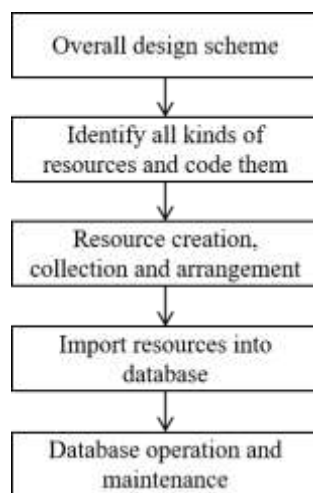 Overall design scheme
Identify all kinds of
resources and code them
Resource creation,
collection and arrangement
Import resources into
database
Database operation and
maintenance